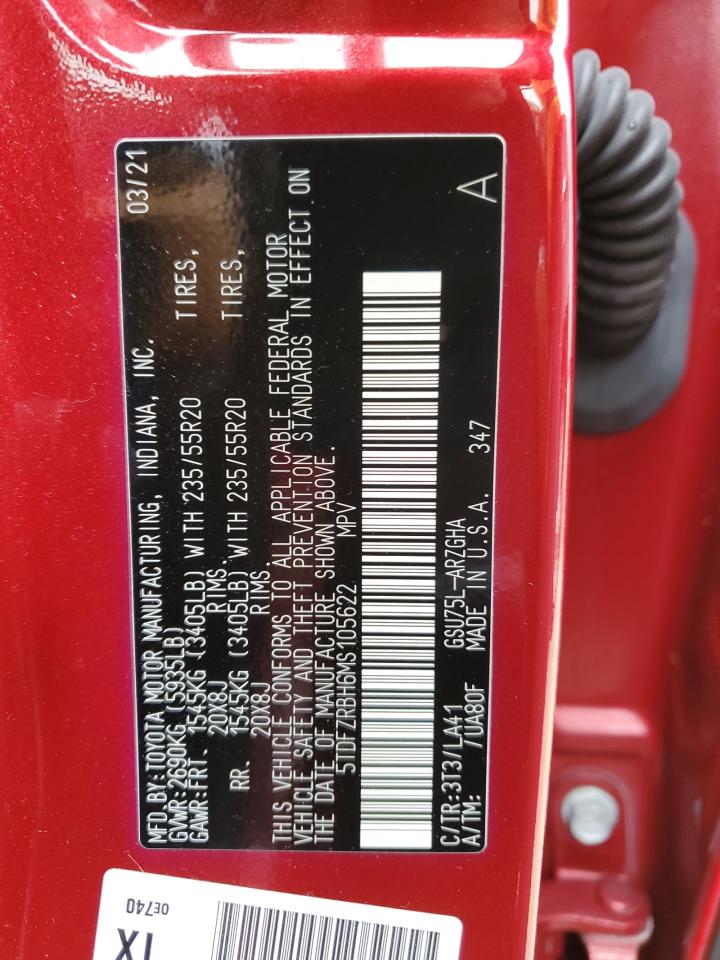 MFD. BY: TOYOTA MOTOR MANUFACTURING, INDIANA, INC. 03/21
GVWR: 2690KG (5935LB)
GAWR: FRT. 1545KG (3405LB) WITH 235/55R20 TIRES,
20X8J RIMS.
RR. 1545KG (3405LB) WITH 235/55R20 TIRES,
20X8J RIMS.
THIS VEHICLE CONFORMS TO ALL APPLICABLE FEDERAL MOTOR
VEHICLE SAFETY AND THEFT PREVENTION STANDARDS IN EFFECT ON
THE DATE OF MANUFACTURE SHOWN ABOVE.
5TDFZRBH6MS105622 MPV
C/TR: 3T3/LA41 GSU75L-ARZGHA
A/TM: /UA80F MADE IN U.S.A. 347 A
0E740